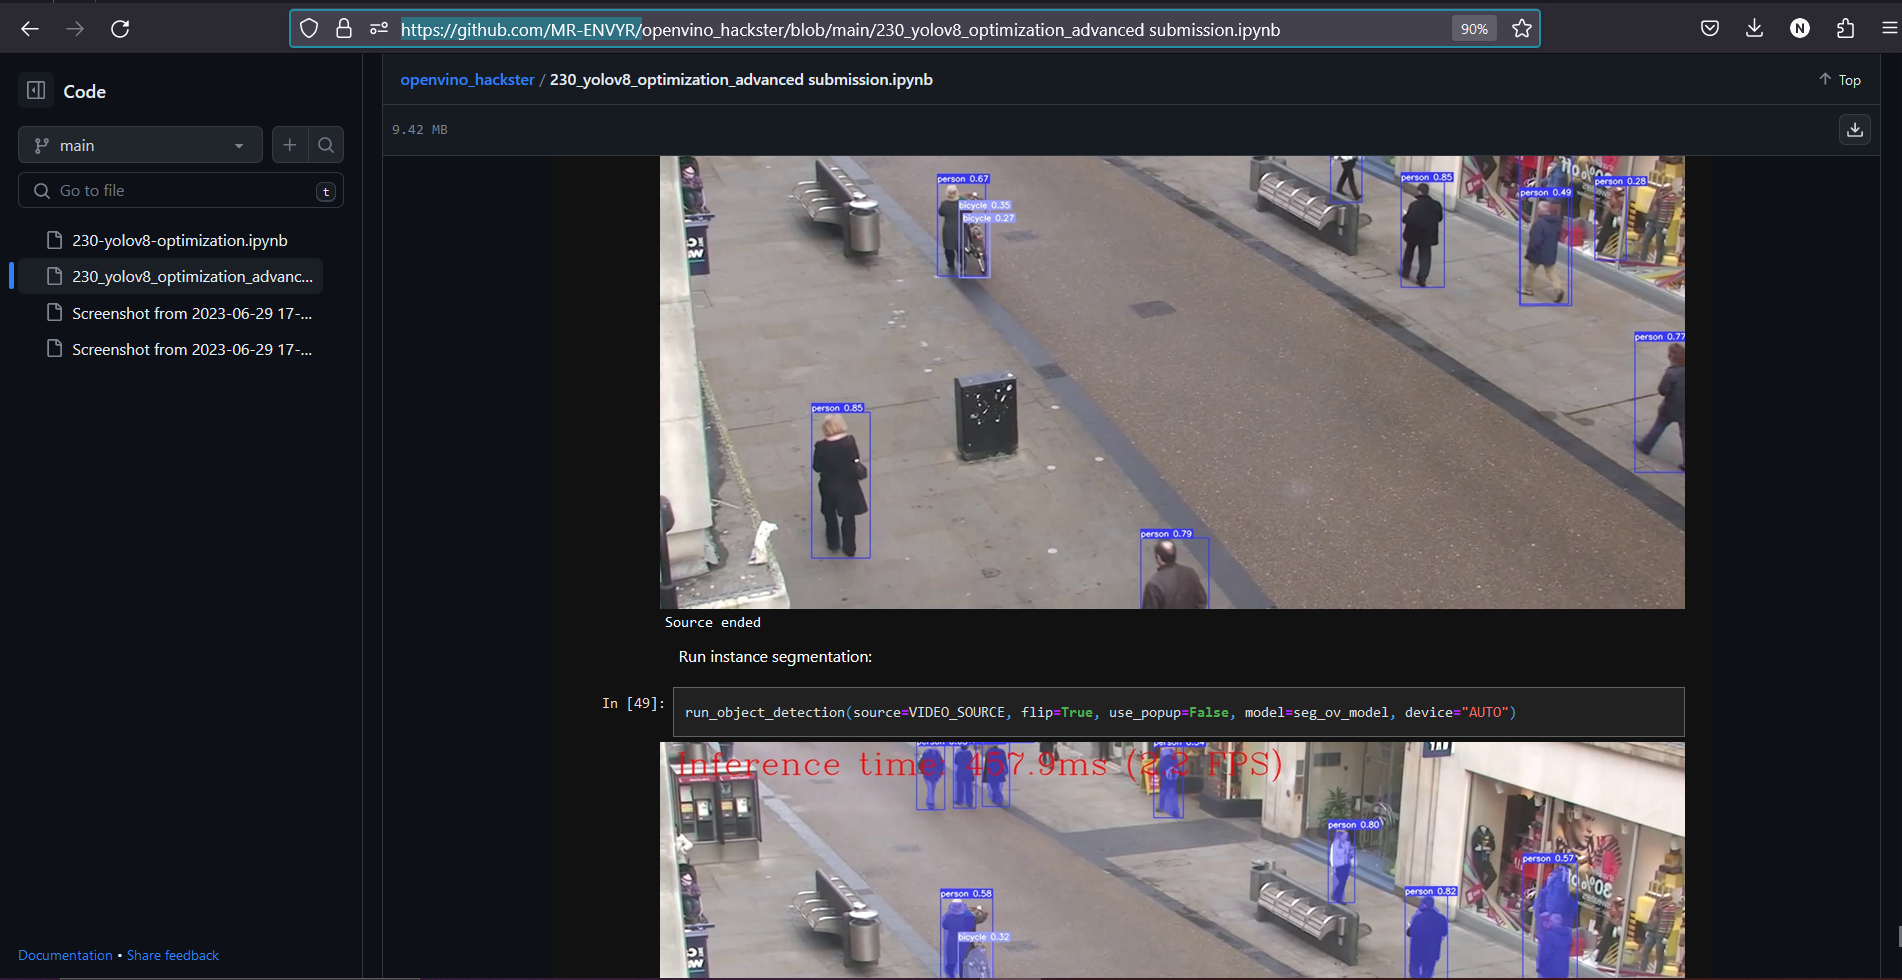 https://github.com/MR-ENVYR/openvino_hackster/blob/main/230_yolov8_optimization_advanced submission.ipynb
90%
N
Code
openvino_hackster / 230_yolov8_optimization_advanced submission.ipynb
Top
main
9.42 MB
Go to file
t
230-yolov8-optimization.ipynb
230_yolov8_optimization_advanc...
Screenshot from 2023-06-29 17-...
Screenshot from 2023-06-29 17-...
person 0.67
person 0.85
person 0.28
person 0.49
bicycle 0.35
bicycle 0.27
person 0.77
person 0.85
person 0.79
Source ended
Run instance segmentation:
In [49]:
run_object_detection(source=VIDEO_SOURCE, flip=True, use_popup=False, model=seg_ov_model, device="AUTO")
Inference time: 457.9ms (2.2 FPS)
person 0.80
person 0.57
person 0.58
person 0.82
bicycle 0.32
Documentation • Share feedback